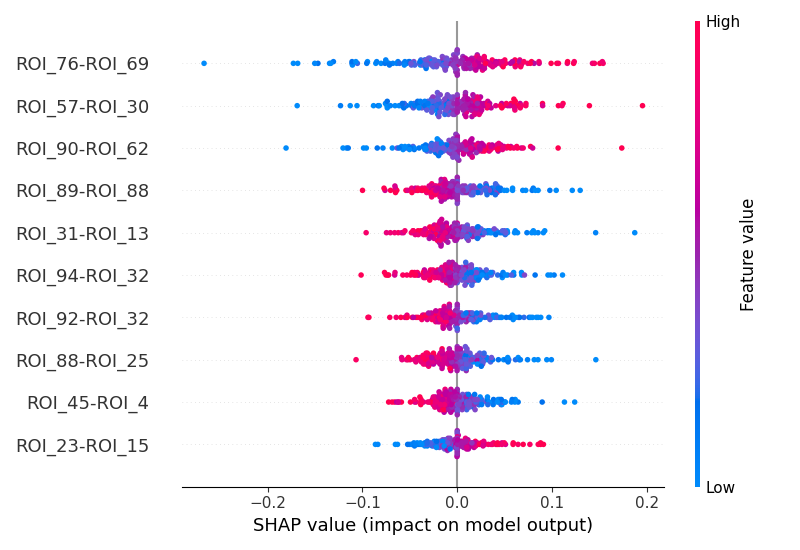 High
ROI_76-ROI_69
ROI_57-ROI_30
ROI_90-ROI_62
ROI_89-ROI_88
ROI_31-ROI_13
ROI_94-ROI_32
ROI_92-ROI_32
ROI_88-ROI_25
ROI_45-ROI_4
ROI_23-ROI_15
Feature value
Low
−0.2 −0.1 0.0 0.1 0.2
SHAP value (impact on model output)